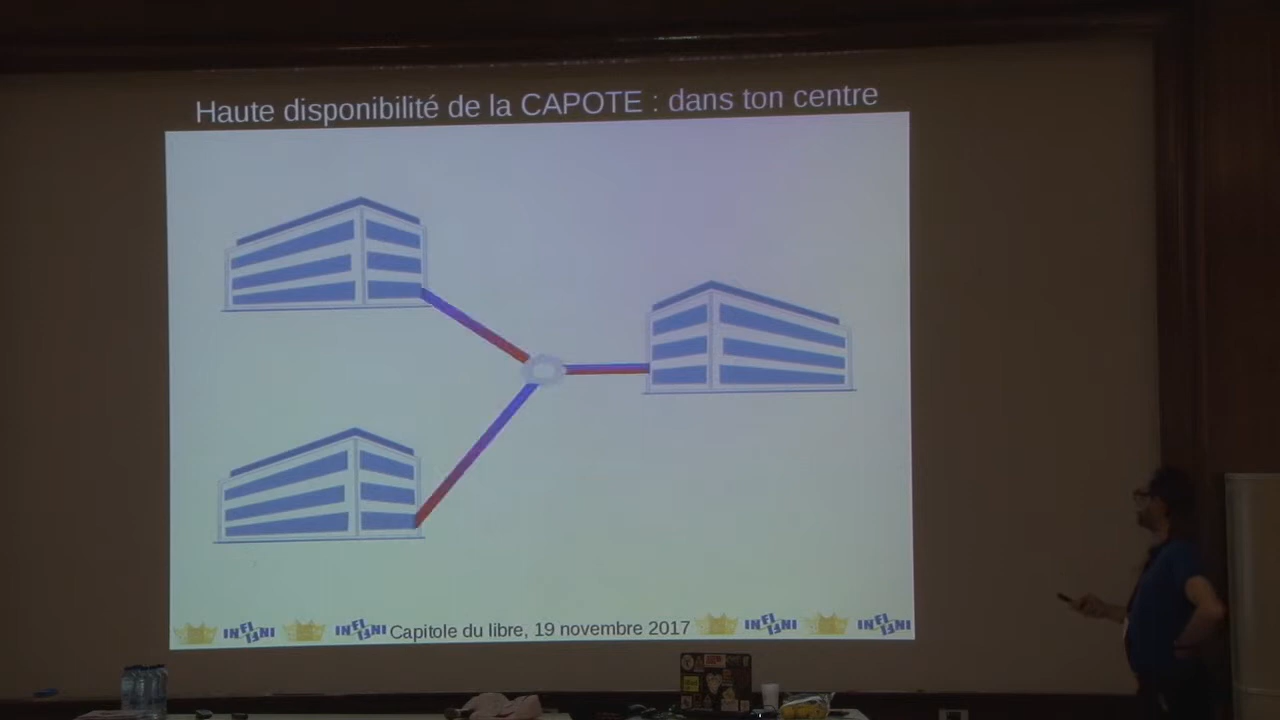 Haute disponibilité de la CAPOTE : dans ton centre
INFINI INFINI Capitole du libre, 19 novembre 2017 INFINI INFINI